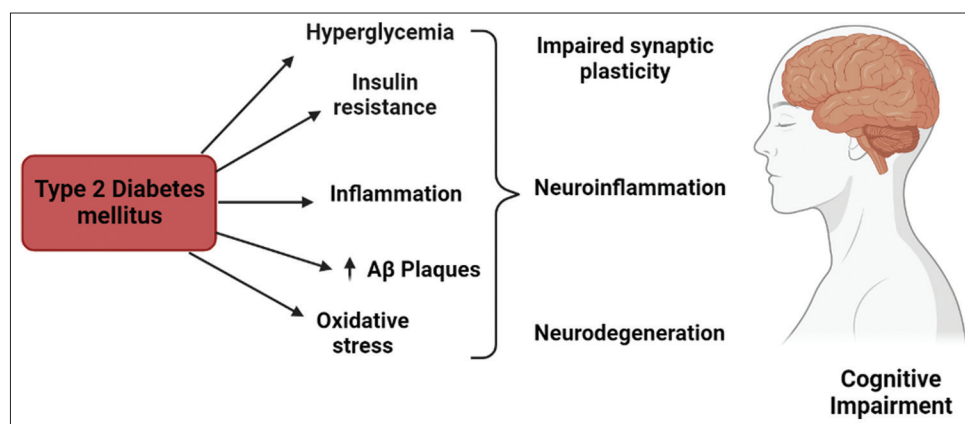 Type 2 Diabetes
mellitus
Hyperglycemia
Insulin
resistance
Inflammation
↑ Aβ Plaques
Oxidative
stress
Impaired synaptic
plasticity
Neuroinflammation
Neurodegeneration
Cognitive
Impairment